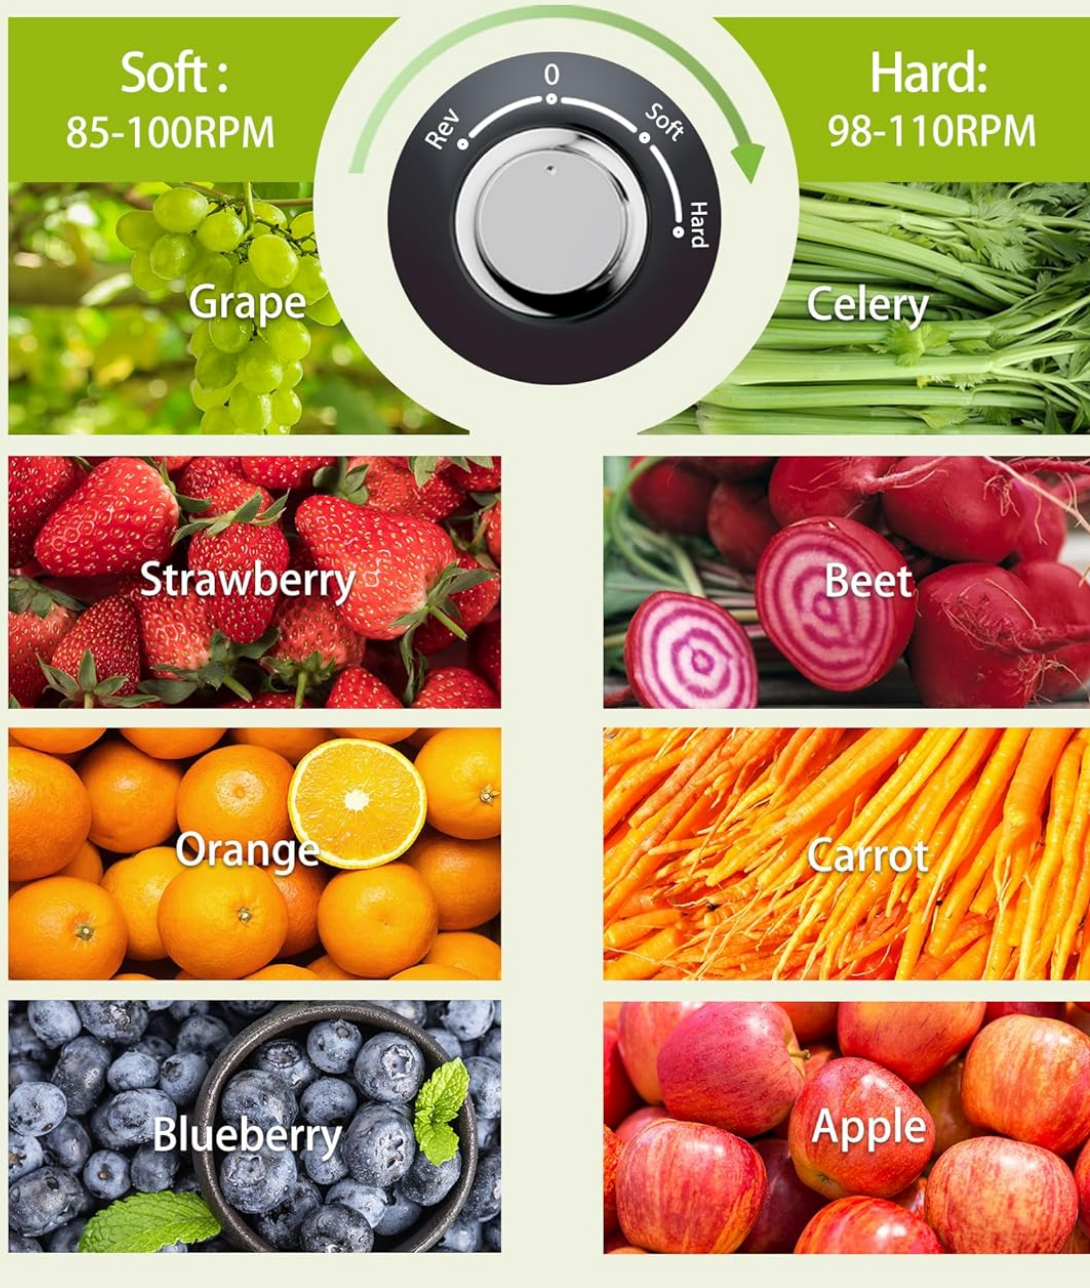 Soft :
85-100RPM
0
Rev
Soft
Hard
Hard:
98-110RPM
Grape
Celery
Strawberry
Beet
Orange
Carrot
Blueberry
Apple